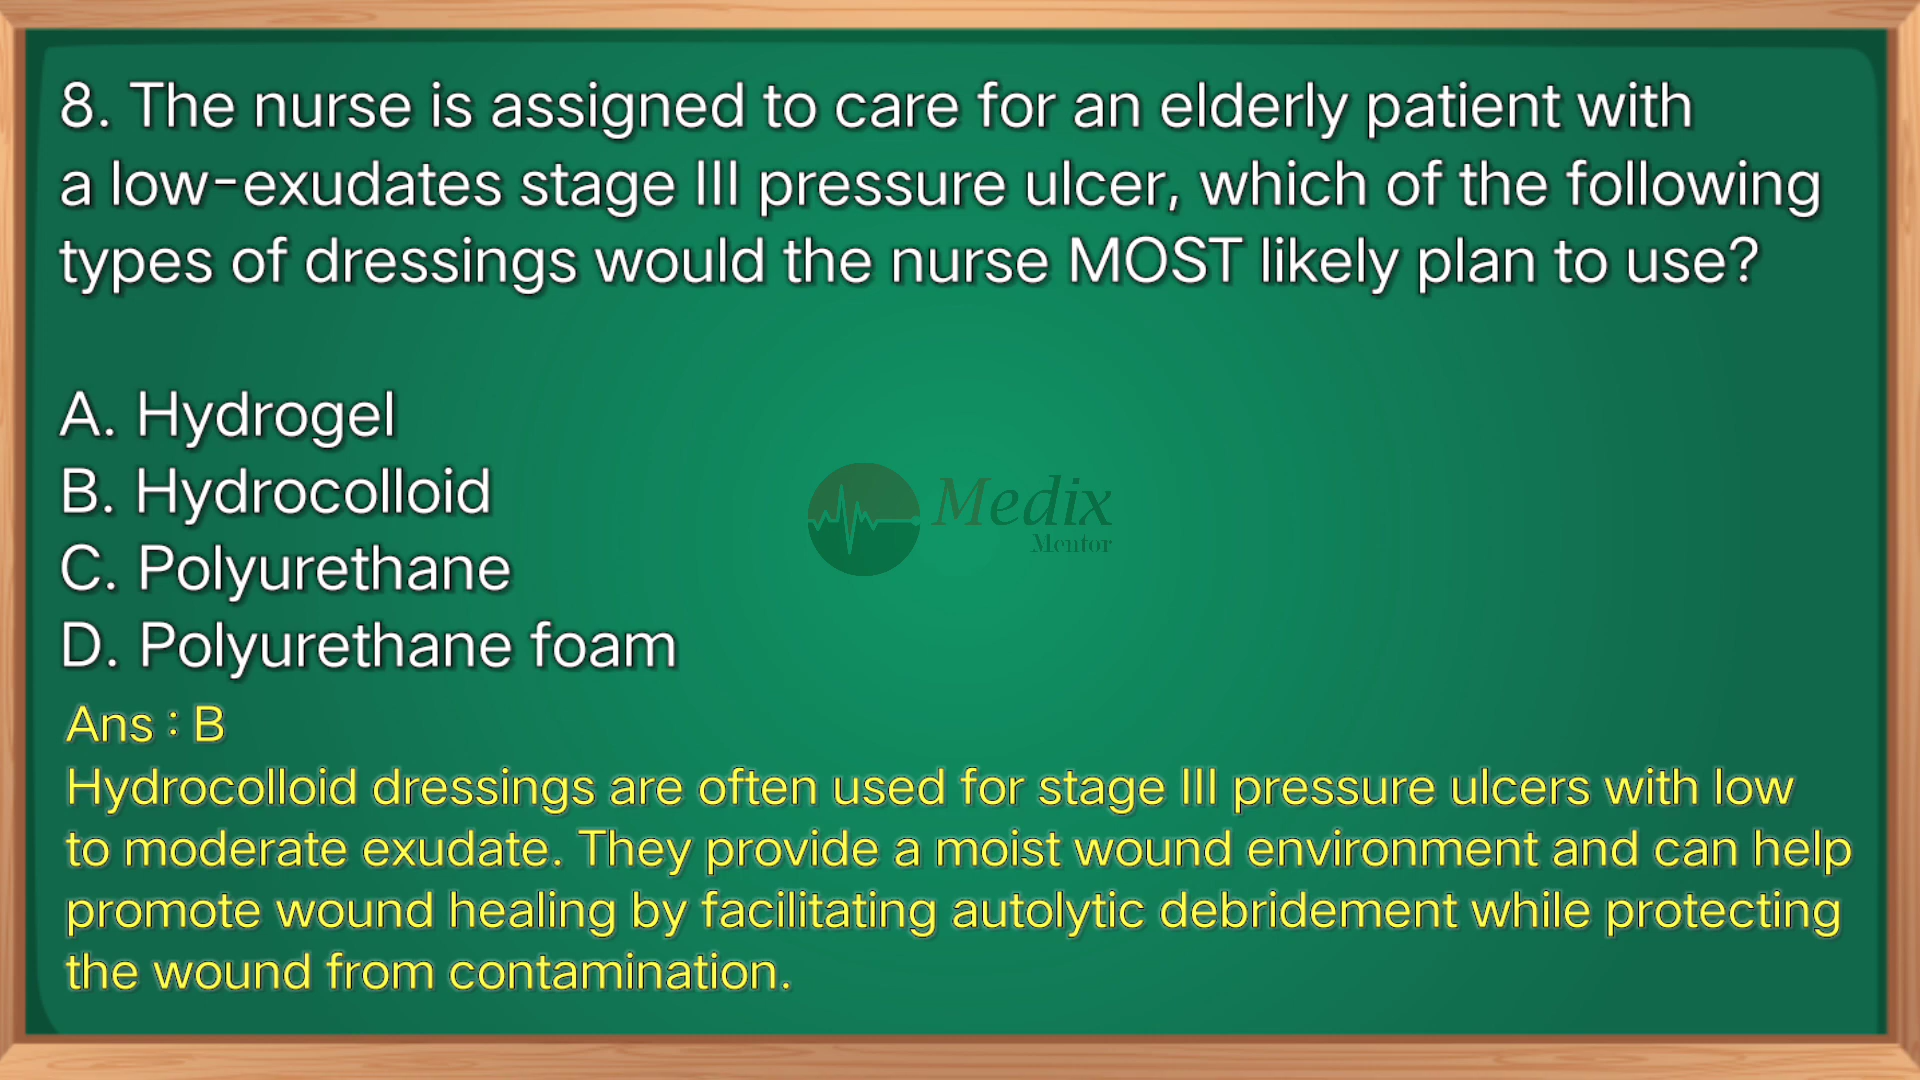 8. The nurse is assigned to care for an elderly patient with
a low-exudates stage III pressure ulcer, which of the following
types of dressings would the nurse MOST likely plan to use?
A. Hydrogel
B. Hydrocolloid
C. Polyurethane
D. Polyurethane foam
Medix
Mentor
Ans : B
Hydrocolloid dressings are often used for stage III pressure ulcers with low
to moderate exudate. They provide a moist wound environment and can help
promote wound healing by facilitating autolytic debridement while protecting
the wound from contamination.